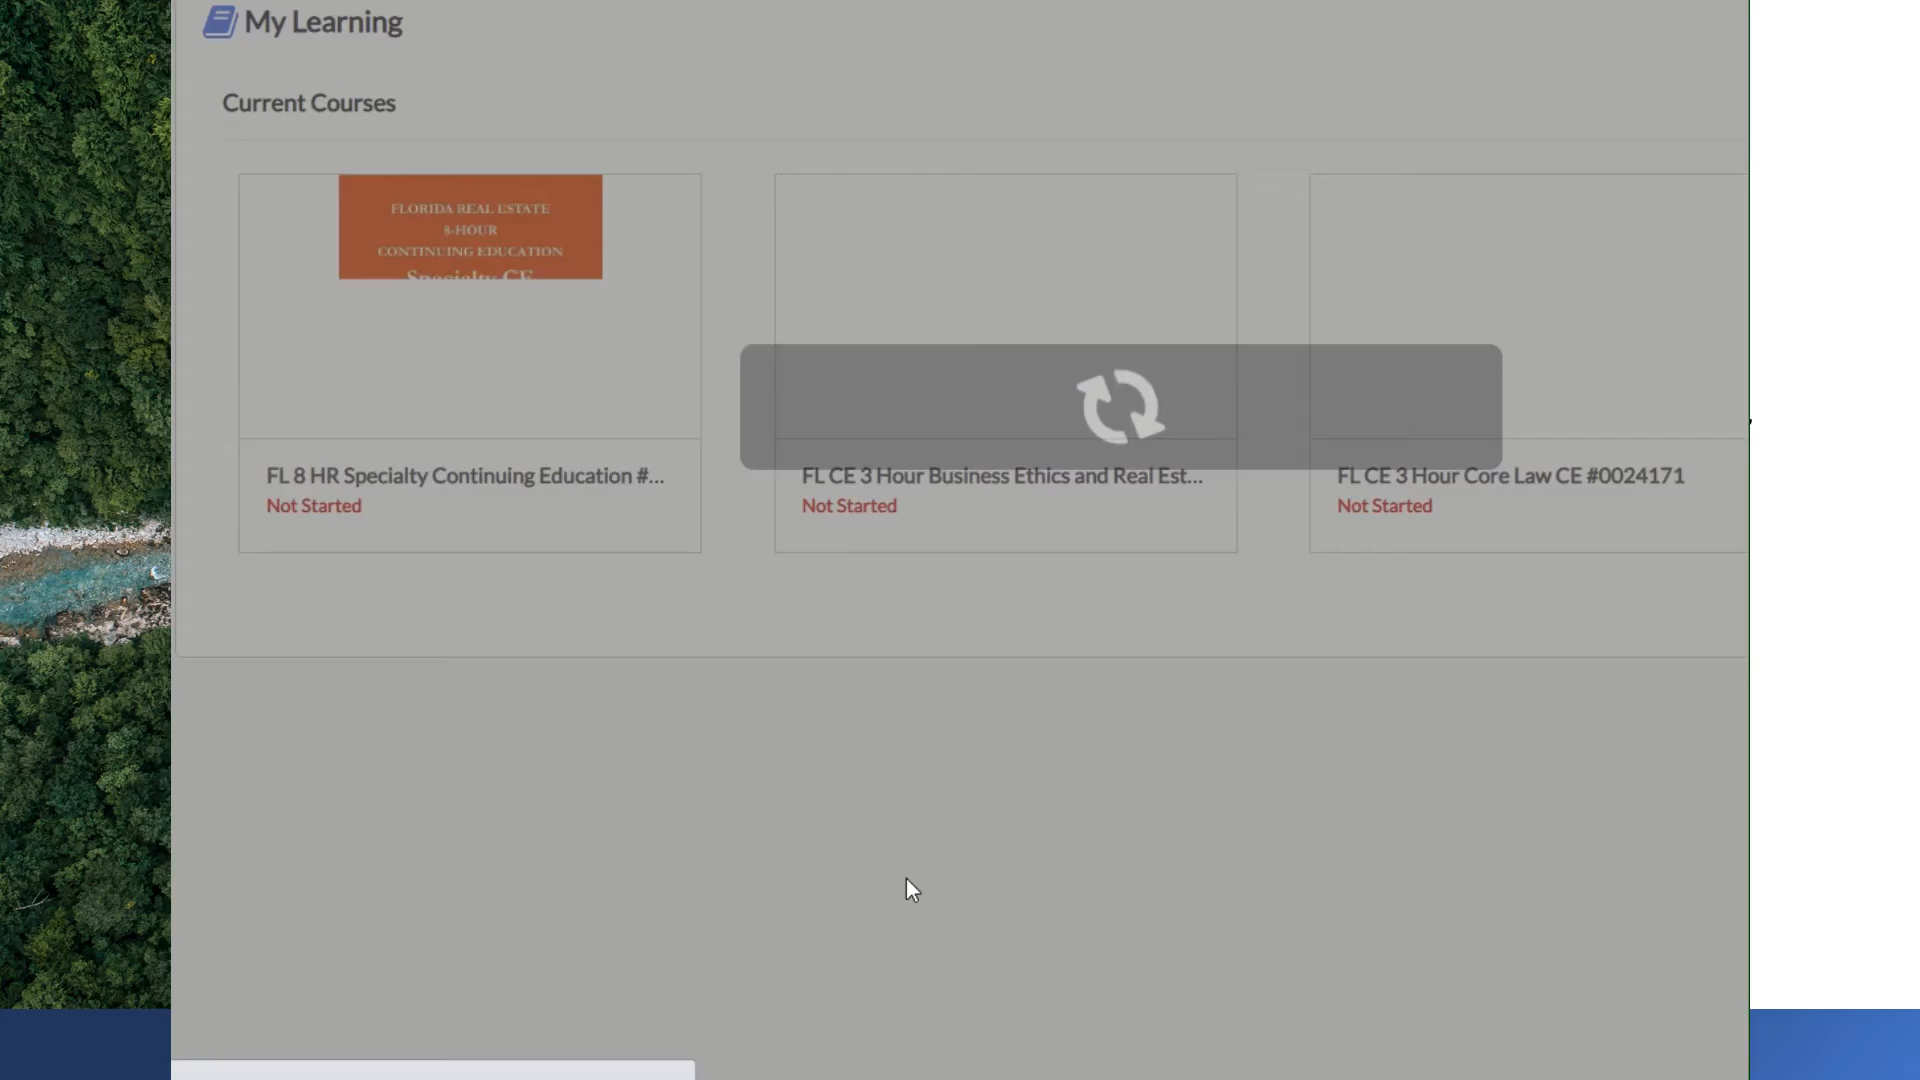 My Learning
Current Courses
FLORIDA REAL ESTATE
8-HOUR
CONTINUING EDUCATION
Specialty CE
FL 8 HR Specialty Continuing Education #...
Not Started
FL CE 3 Hour Business Ethics and Real Est...
Not Started
FL CE 3 Hour Core Law CE #0024171
Not Started